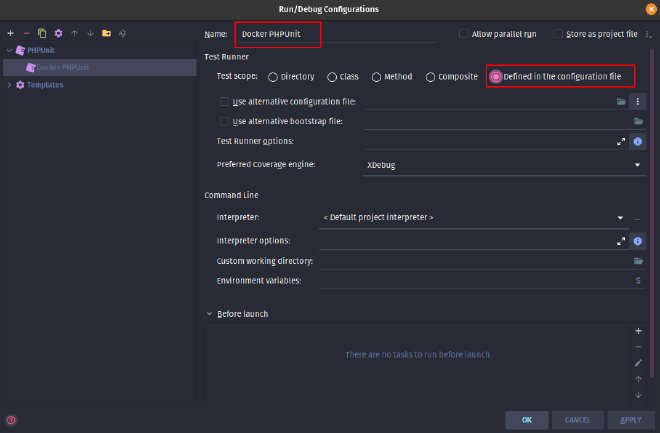 Run/Debug Configurations
PHPUnit
Docker PHPUnit
Templates
Name: Docker PHPUnit Allow parallel run Store as project file
Test Runner
Test scope: Directory Class Method Composite Defined in the configuration file
Use alternative configuration file:
Use alternative bootstrap file:
Test Runner options:
Preferred Coverage engine: XDebug
Command Line
Interpreter: < Default project interpreter > ...
Interpreter options:
Custom working directory:
Environment variables: $
Before launch
There are no tasks to run before launch
OK CANCEL APPLY